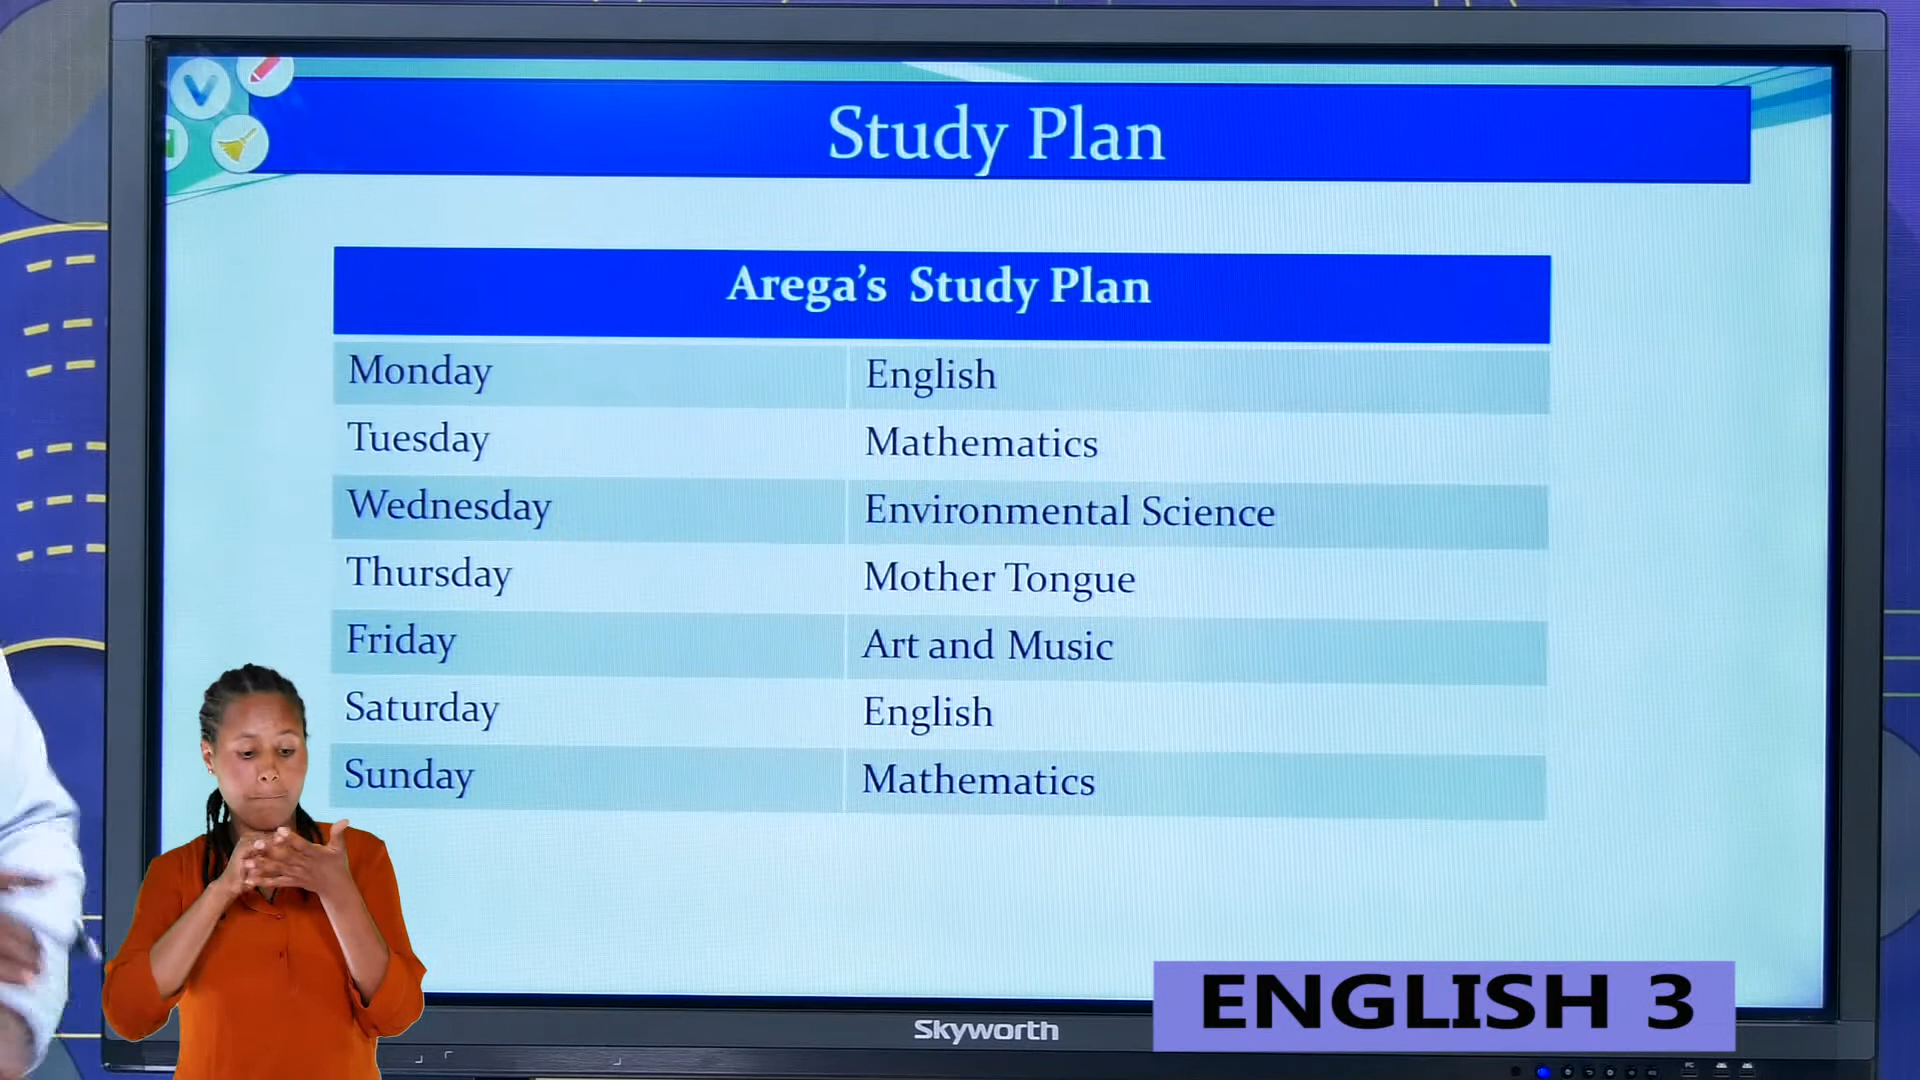 Study Plan
Arega's Study Plan
Monday English
Tuesday Mathematics
Wednesday Environmental Science
Thursday Mother Tongue
Friday Art and Music
Saturday English
Sunday Mathematics
ENGLISH 3
Skyworth